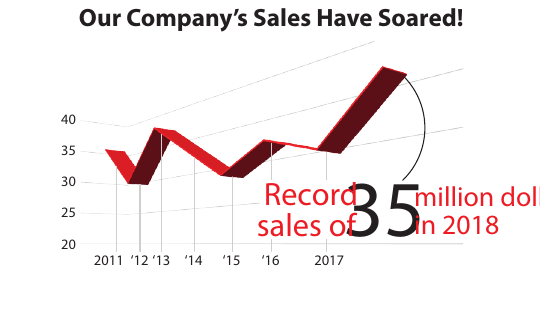 Our Company's Sales Have Soared!
40
35
30
25
20
Record
sales of
35
million doll
in 2018
2011 '12 '13 '14 '15 '16 2017